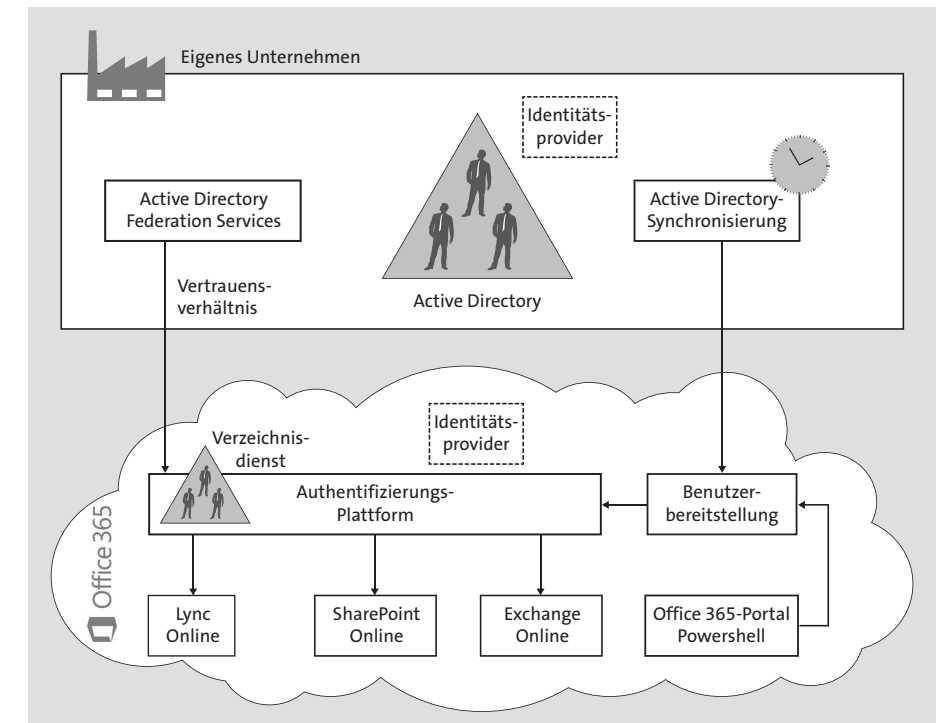 Eigenes Unternehmen
Identitäts-
provider
Active Directory
Federation Services
Active Directory-
Synchronisierung
Vertrauens-
verhältnis
Active Directory
Identitäts-
provider
Verzeichnis-
dienst
Authentifizierungs-
Plattform
Benutzer-
bereitstellung
Office 365
Lync
Online
SharePoint
Online
Exchange
Online
Office 365-Portal
Powershell